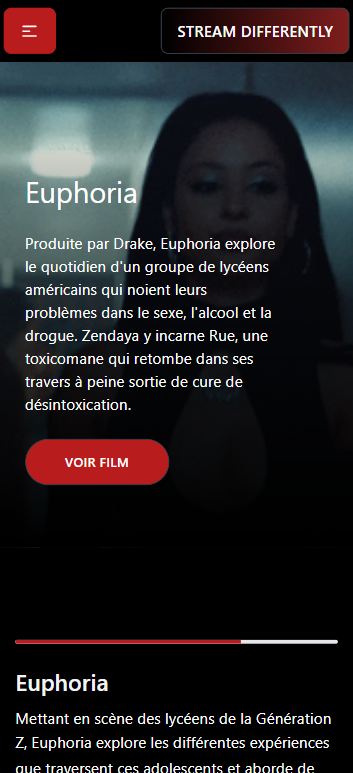 STREAM DIFFERENTLY
Euphoria
Produite par Drake, Euphoria explore
le quotidien d'un groupe de lycéens
américains qui noient leurs
problèmes dans le sexe, l'alcool et la
drogue. Zendaya y incarne Rue, une
toxicomane qui retombe dans ses
travers à peine sortie de cure de
désintoxication.
VOIR FILM
Euphoria
Mettant en scène des lycéens de la Génération
Z, Euphoria explore les différentes expériences
que traversent ces adolescents et aborde de